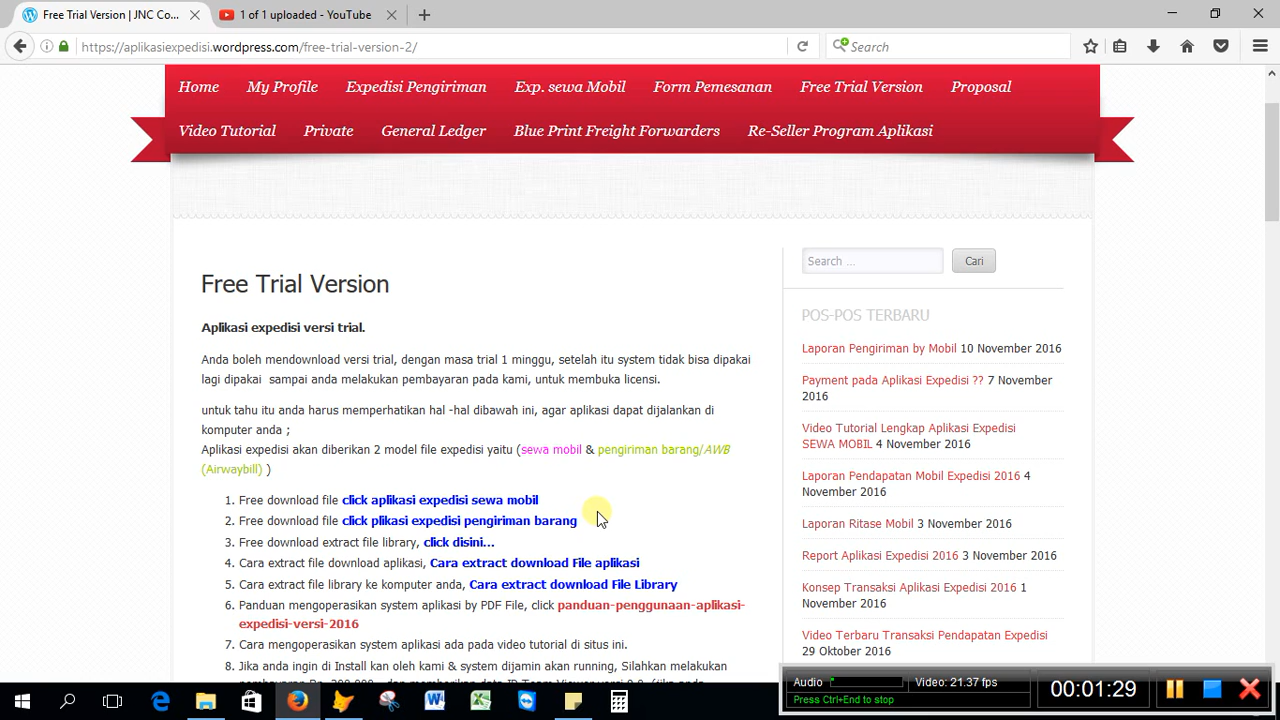 Free Trial Version | JNC Co...
1 of 1 uploaded - YouTube
https://aplikasiexpedisi.wordpress.com/free-trial-version-2/
Search
Home My Profile Expedisi Pengiriman Exp. sewa Mobil Form Pemesanan Free Trial Version Proposal
Video Tutorial Private General Ledger Blue Print Freight Forwarders Re-Seller Program Aplikasi
Free Trial Version
Aplikasi expedisi versi trial.
Anda boleh mendownload versi trial, dengan masa trial 1 minggu, setelah itu system tidak bisa dipakai
lagi dipakai sampai anda melakukan pembayaran pada kami, untuk membuka licensi.
untuk tahu itu anda harus memperhatikan hal -hal dibawah ini, agar aplikasi dapat dijalankan di
komputer anda ;
Aplikasi expedisi akan diberikan 2 model file expedisi yaitu (sewa mobil & pengiriman barang/AWB
(Airwaybill) )
1. Free download file click aplikasi expedisi sewa mobil
2. Free download file click plikasi expedisi pengiriman barang
3. Free download extract file library, click disini...
4. Cara extract file download aplikasi, Cara extract download File aplikasi
5. Cara extract file library ke komputer anda, Cara extract download File Library
6. Panduan mengoperasikan system aplikasi by PDF File, click panduan-penggunaan-aplikasi-
expedisi-versi-2016
7. Cara mengoperasikan system aplikasi ada pada video tutorial di situs ini.
8. Jika anda ingin di Install kan oleh kami & system dijamin akan running, Silahkan melakukan
Search ...
Cari
POS-POS TERBARU
Laporan Pengiriman by Mobil 10 November 2016
Payment pada Aplikasi Expedisi ?? 7 November
2016
Video Tutorial Lengkap Aplikasi Expedisi
SEWA MOBIL 4 November 2016
Laporan Pendapatan Mobil Expedisi 2016 4
November 2016
Laporan Ritase Mobil 3 November 2016
Report Aplikasi Expedisi 2016 3 November 2016
Konsep Transaksi Aplikasi Expedisi 2016 1
November 2016
Video Terbaru Transaksi Pendapatan Expedisi
29 Oktober 2016
Audio
Video: 21.37 fps
Press Ctrl+End to stop
00:01:29